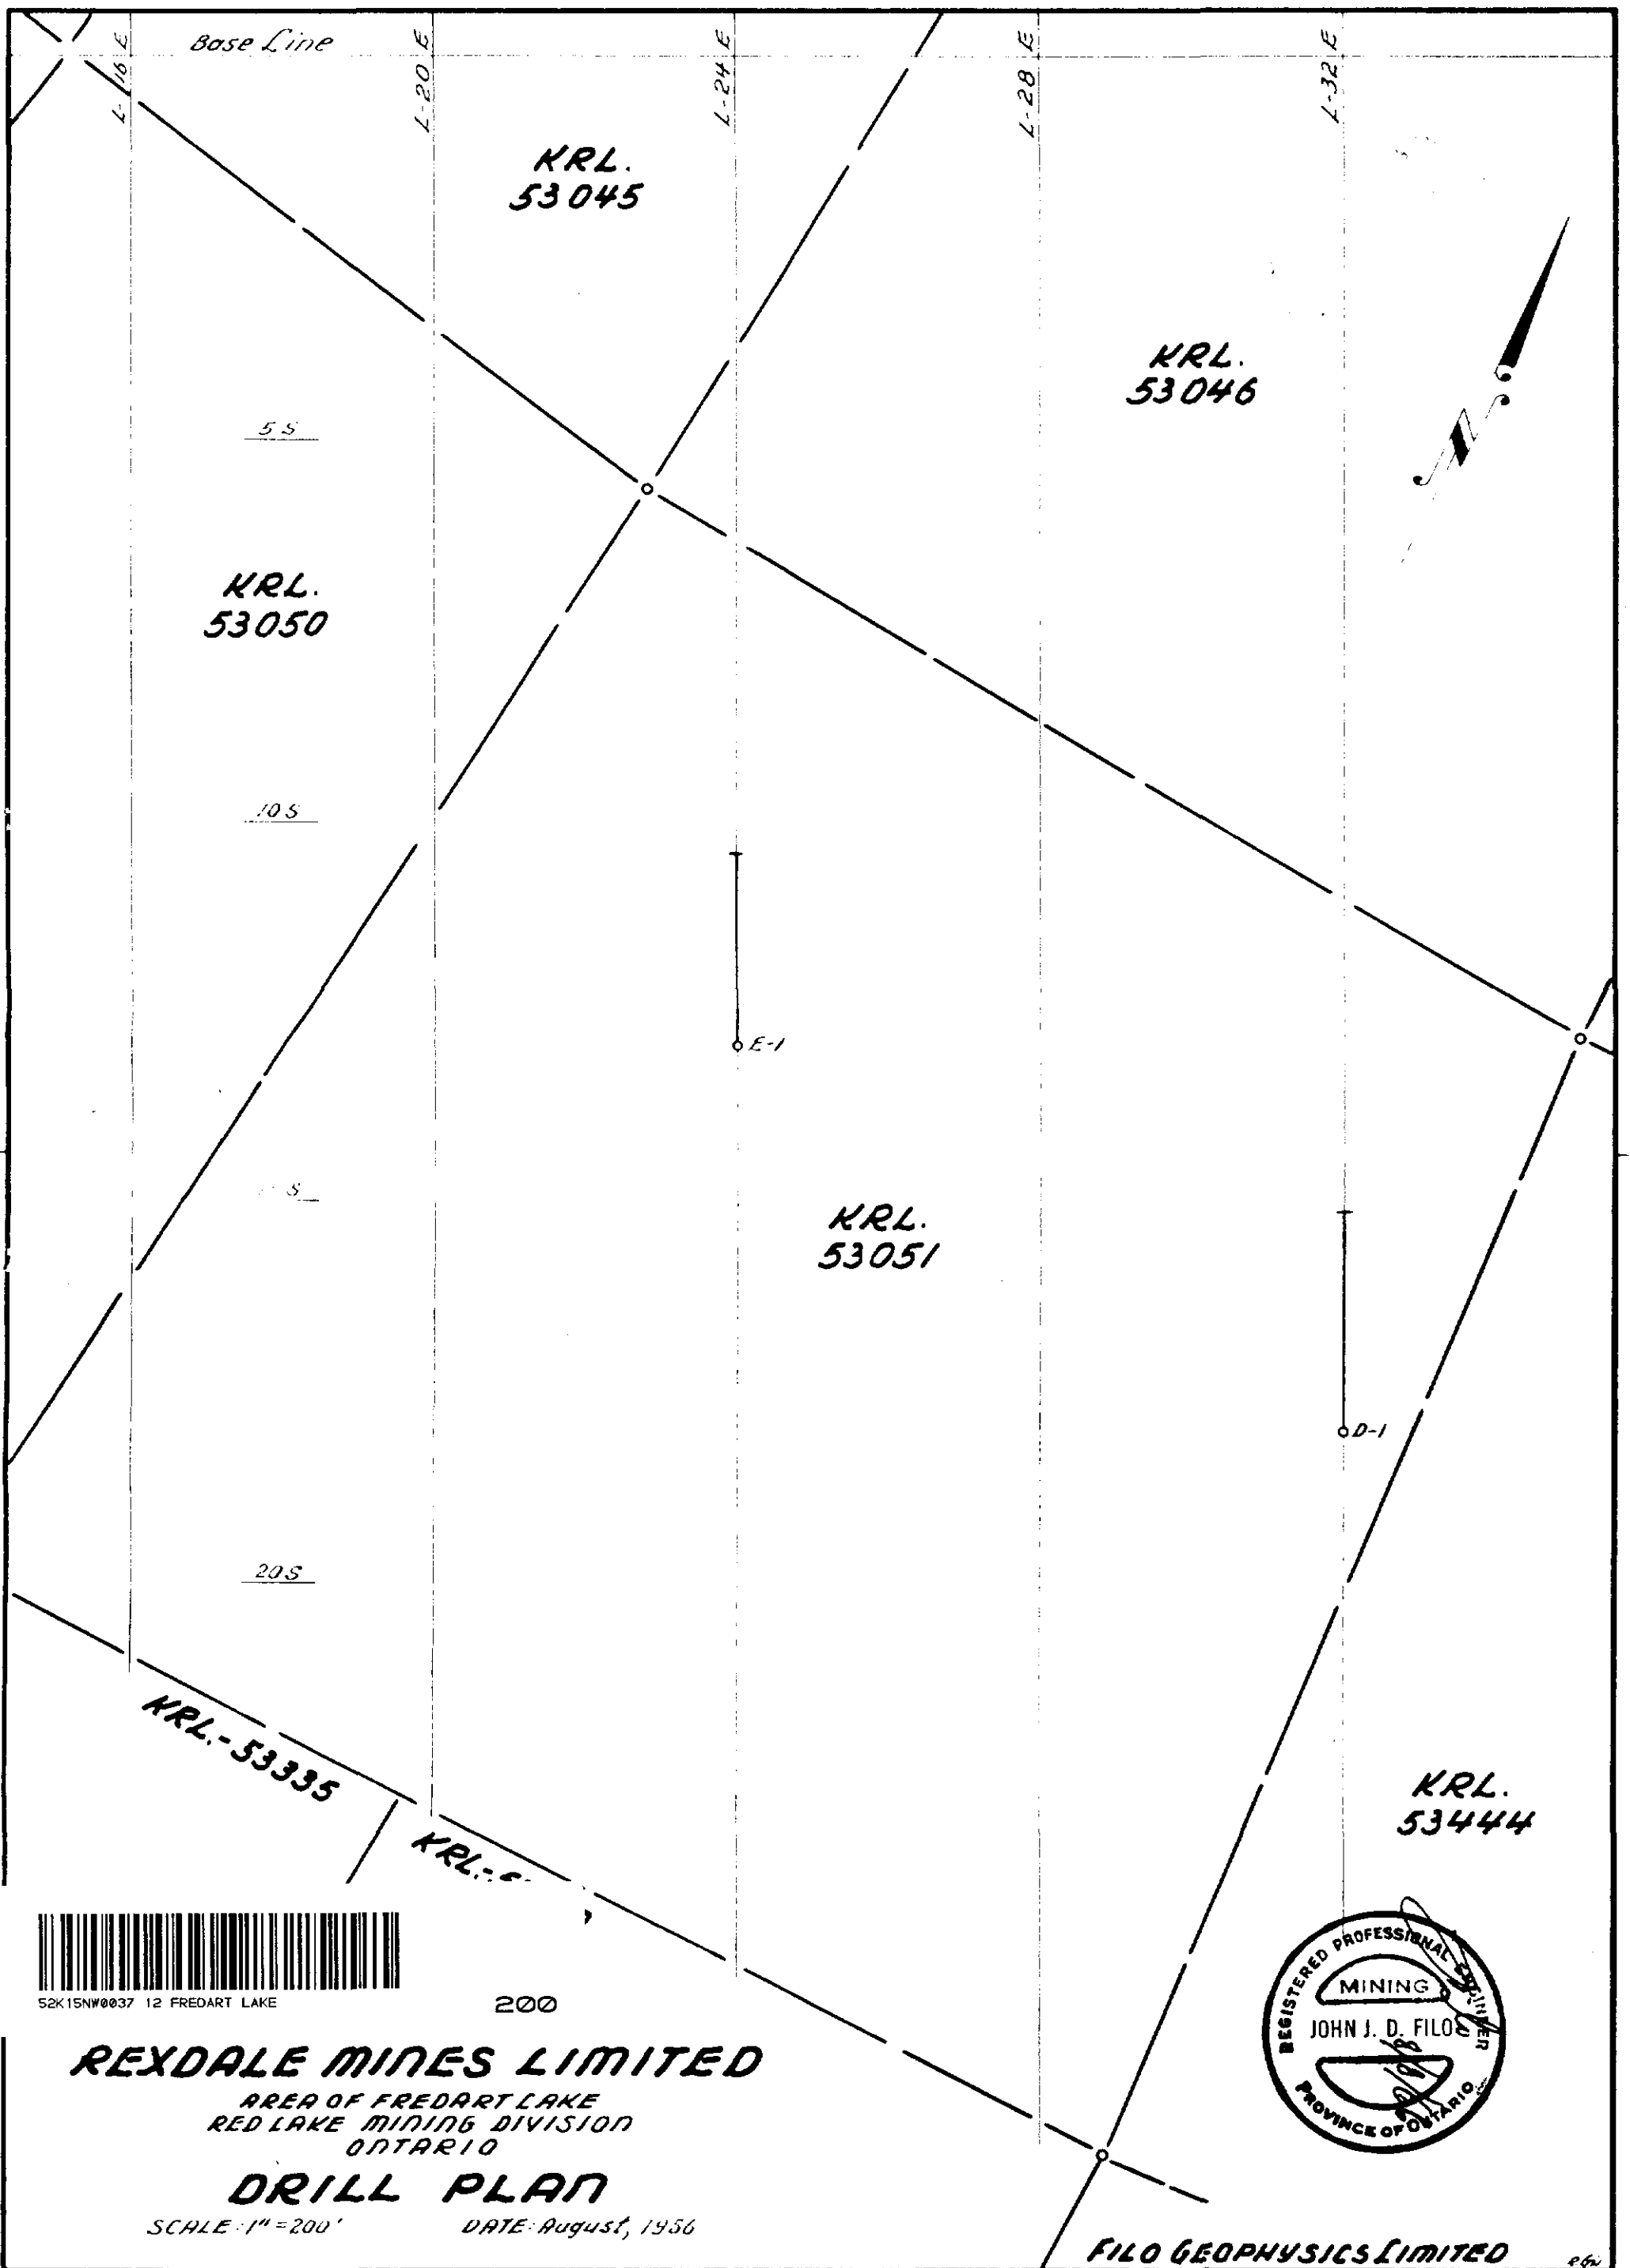 Base Line
L-16 E
L-20 E
L-24 E
L-28 E
L-32 E
KRL.
53045
KRL.
53046
N
5 S
KRL.
53050
10 S
E-1
S
KRL.
53051
D-1
20 S
KRL.-53335
KRL.-5
KRL.
53444
52K15NW0037 12 FREDART LAKE
200
REXDALE MINES LIMITED
AREA OF FREDART LAKE
RED LAKE MINING DIVISION
ONTARIO
DRILL PLAN
SCALE: 1" = 200'
DATE: August, 1956
REGISTERED PROFESSIONAL ENGINEER
MINING
JOHN J. D. FILO
PROVINCE OF ONTARIO
FILO GEOPHYSICS LIMITED